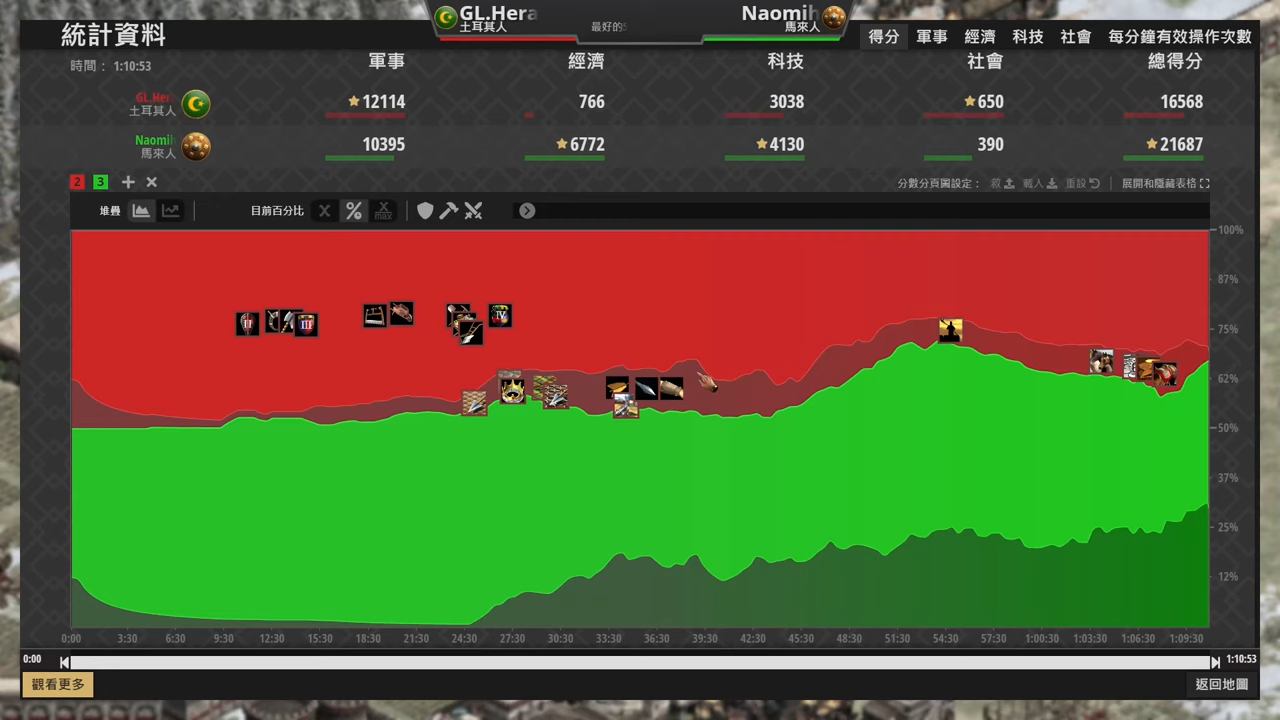 GL.Hera
土耳其人
最好的
Naomih
馬來人
統計資料
得分 軍事 經濟 科技 社會 每分鐘有效操作次數
時間： 1:10:53
軍事 經濟 科技 社會 總得分
GL.Her
土耳其人
12114 766 3038 650 16568
Naomih
馬來人
10395 6772 4130 390 21687
2 3
分數分頁圖設定： 載入 重設 展開和隱藏表格
堆疊 目前百分比 X % X max
100%
87%
75%
62%
50%
37%
25%
12%
II III IV
0:00 3:30 6:30 9:30 12:30 15:30 18:30 21:30 24:30 27:30 30:30 33:30 36:30 39:30 42:30 45:30 48:30 51:30 54:30 57:30 1:00:30 1:03:30 1:06:30 1:09:30
0:00 1:10:53
觀看更多 返回地圖